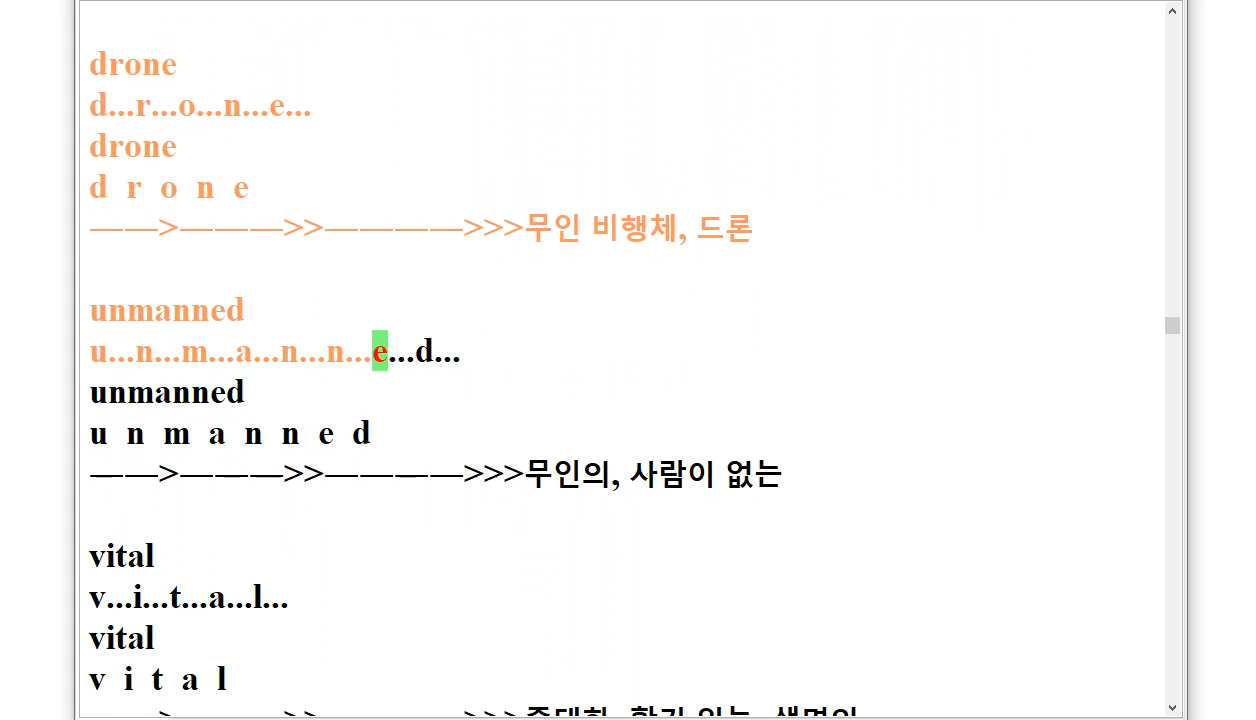 drone
d...r...o...n...e...
drone
d r o n e
——>———>>————>>>무인 비행체, 드론
unmanned
u...n...m...a...n...n...e...d...
unmanned
u n m a n n e d
——>———>>————>>>무인의, 사람이 없는
vital
v...i...t...a...l...
vital
v i t a l
——>———>>————>>>